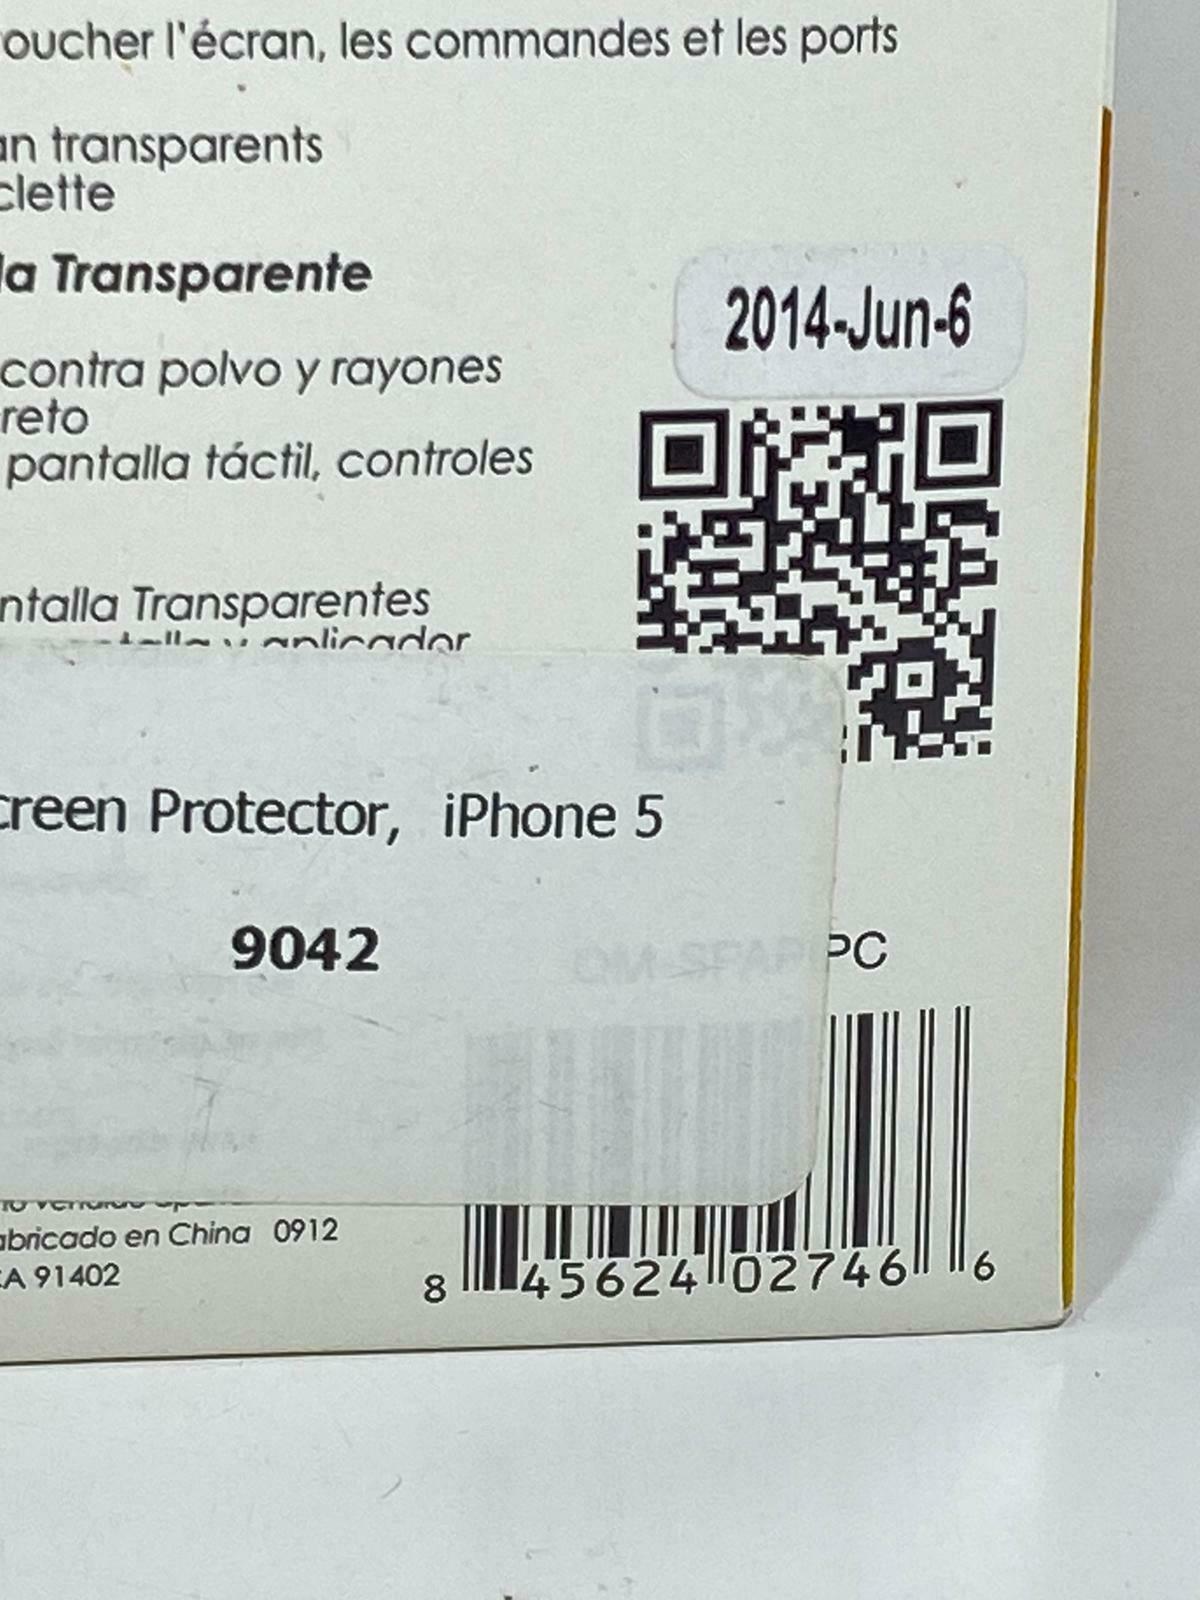 oucher l'écran, les commandes et les ports
an transparents
clette
la Transparente
2014-Jun-6
contra polvo y rayones
reto
pantalla táctil, controles
ntalla Transparentes
y aplicador
creen Protector, iPhone 5
9042
PC
abricado en China 0912
CA 91402
8 45624 02746 6